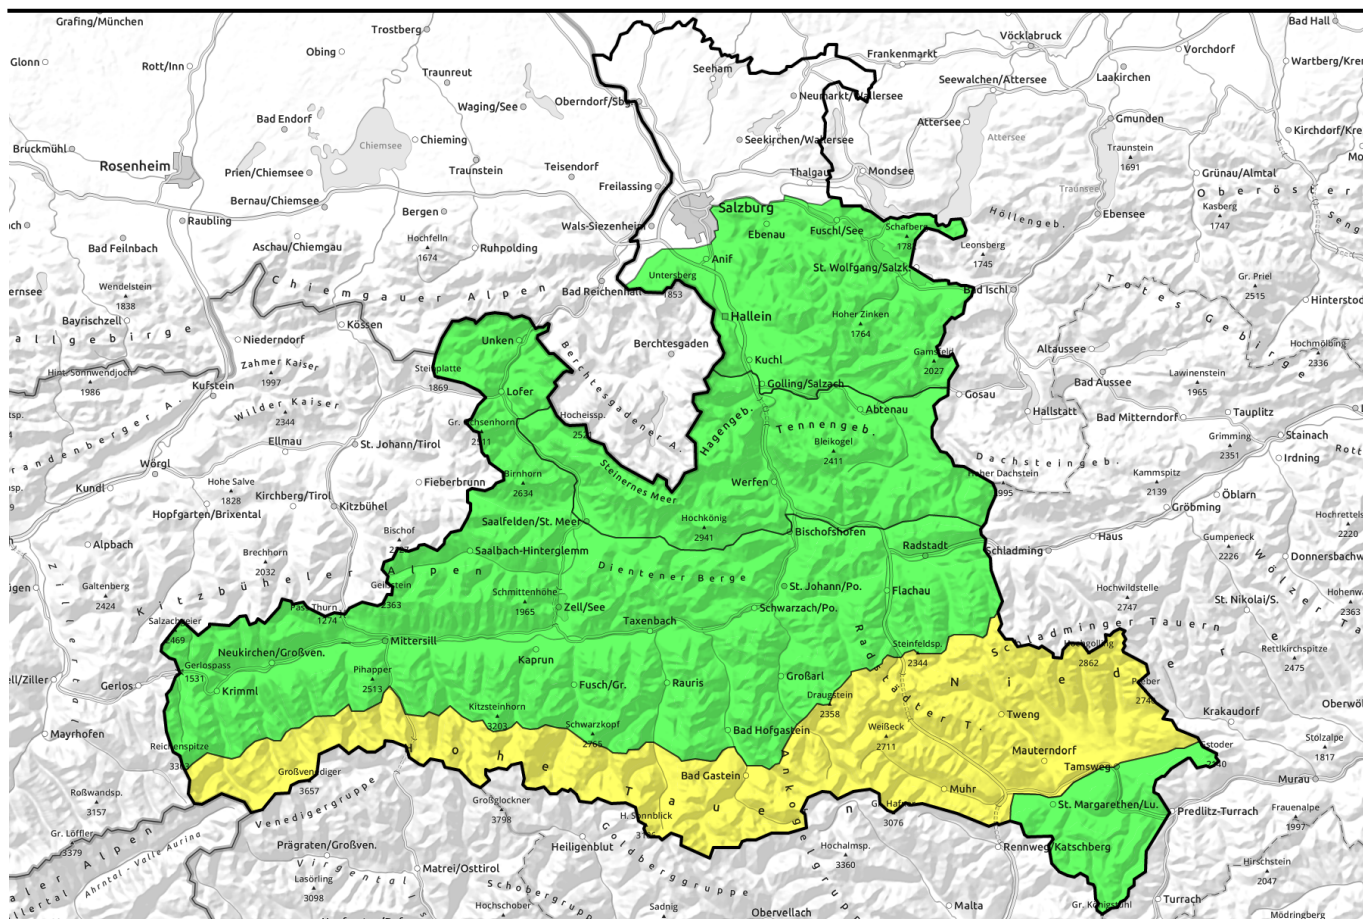 Grafing/München
Trostberg
Bad Hall
Obing
Vöcklabruck
Vorchdorf
Glonn
Rott/Inn
Frankenmarkt
Seeham
Laakirchen
Wartberg/Krem
Traunreut
Seewalchen/Attersee
Waging/See
Oberndorf/Sbg.
Neumarkt/Wallersee
Bad Endorf
Attersee
Gmunden
Chieming
Chiemsee
Seekirchen/Wallersee
Attersee
Kirchdorf/Kre
Bruckmühl
Traunstein
1691
Rosenheim
Prien/Chiemsee
Traunstein
Teisendorf
Thalgau
Mondsee
Grünau/Almtal
Freilassing
Traunsee
Oberöster
Bernau/Chiemsee
Salzburg
Kasberg
1747
Raubling
Bergen
Wals-Siezenheim
Ebenau
Fuschl/See
Schafberg
Ebensee
Höllengeb.
Bad Feilnbach
Aschau/Chiemgau
Hochfelln
1674
Ruhpolding
Anif
Leonsberg
1745
St. Wolfgang/Salzk.
Untersberg
1853
Gr. Priel
2515
Wendelstein
1838
Chiemgauer Alpen
Bad Reichenhall
Bad Ischl
Totes Gebirge
Hinterstod
Bayrischzell
Kössen
Hallein
Hoher Zinken
1764
Niederndorf
Unken
Berchtesgaden
Altaussee
Hochmölbing
2336
Zahmer Kaiser
1997
Hint. Sonnwendjoch
1986
Steinplatte
1869
Kuchl
Gamsfeld
2027
Bad Aussee
Lawinenstein
1965
Kufstein
Lofer
Berchtesgadener A.
Golling/Salzach
Gosau
Wilder Kaiser
2344
Hocheissp.
Hagengeb.
Abtenau
Hallstatt
Bad Mitterndorf
Tauplitz
Gr. Ochsenhorn
2511
Tennengeb.
Bleikogel
2411
Grimming
2351
Stainach
Irdning
Ellmau
St. Johann/Tirol
Wörgl
Steinernes Meer
Dachsteingeb.
Kundl
Hohe Salve
1828
Kirchberg/Tirol
Fieberbrunn
Birnhorn
2634
Werfen
Hoher Dachstein
2995
Kammspitz
2139
Öblarn
Hopfgarten/Brixental
Kitzbühel
Gröbming
Saalfelden/St. Meer
Hochkönig
2941
Bischofshofen
Haus
Alpbach
Bischof
Brechhorn
2032
Saalbach-Hinterglemm
Radstadt
Schladming
Gumpeneck
2226
Donnersbachw
Galtenberg
2424
Kitzbüheler Alpen
Geißstein
2363
Dientener Berge
Schmittenhöhe
1965
St. Johann/Po.
Flachau
Hochwildstelle
2747
Wölzer Ta
Pass Thurn
1274
Zell/See
Schwarzach/Po.
St. Nikolai/S.
Taxenbach
Mittersill
Steinfeldsp.
2344
Schladminger Tauern
Hochgolling
2862
Rettlkirchspitze
2475
2469
Neukirchen/Großven.
Kaprun
Gerlospass
1531
Pihapper
2513
Gerlos
Krimml
Fusch/Gr.
Rauris
Großarl
Draugstein
2358
Radstädter T.
Preber
2740
Krakaudorf
Kitzsteinhorn
3203
Schwarzkopf
2765
Bad Hofgastein
Weißeck
2711
Tweng
Mayrhofen
Reichenspitze
Mauterndorf
Stolzalpe
1817
Großvenediger
3657
Hohe Tauern
Bad Gastein
Tamsweg
Murau
Roßwandsp.
3157
Muhr
St. Margarethen/Lu.
Predlitz-Turrach
Venedigergruppe
Großglockner
3798
H. Sonnblick
Ankogelgruppe
3076
Gr. Löffler
3379
Frauenalpe
1997
Prägraten/Großven.
Heiligenblut
Goldberggruppe
Hochalmsp.
3360
Rennweg/Katschberg
Ahrntal - Valle Aurina
Matrei/Osttirol
Hirschstein
2047
Lasörling
3098
Schobergruppe
Hochschober
Sadnig
Obervellach
Malta
Gr. Königstuhl
Turrach
Mödringberg